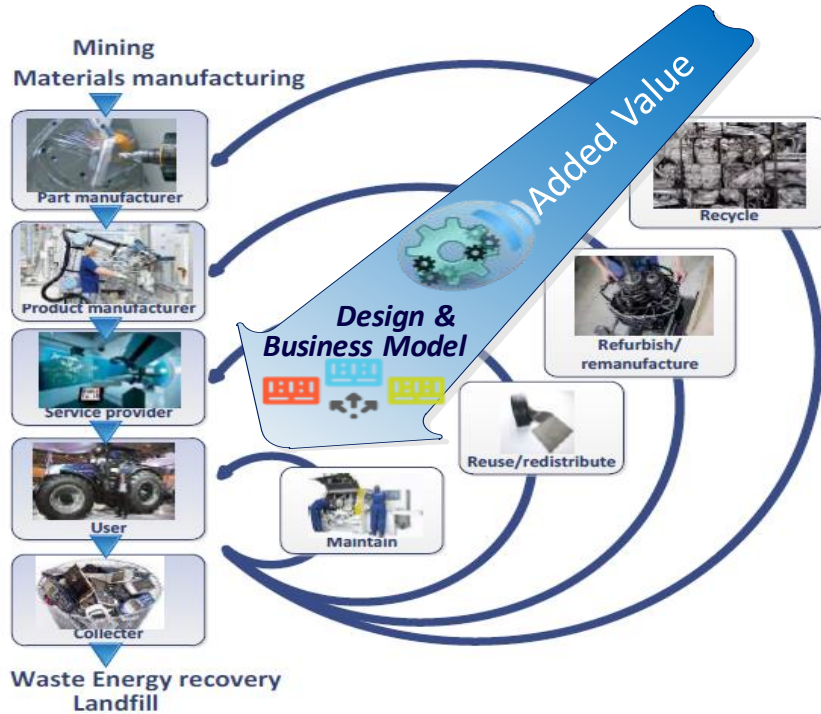 Mining
Materials manufacturing
Part manufacturer
Product manufacturer
Service provider
User
Collecter
Waste Energy recovery
Landfill
Added Value
Design &
Business Model
Recycle
Refurbish/
remanufacture
Reuse/redistribute
Maintain